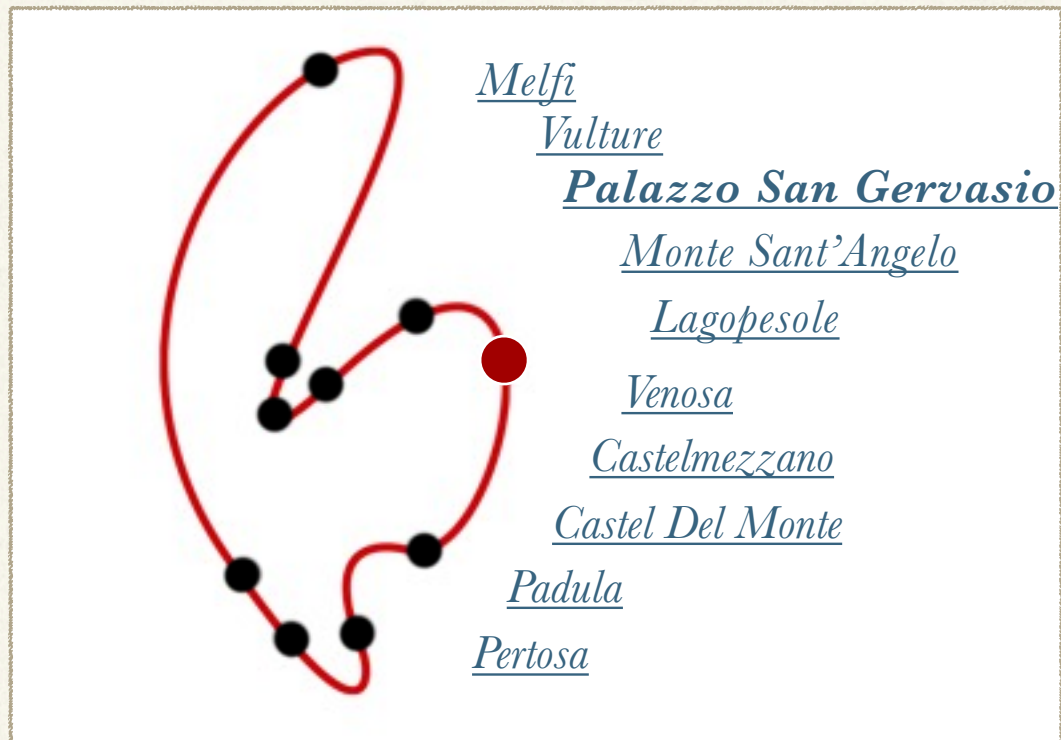 Melfi
Vulture
Palazzo San Gervasio
Monte Sant’Angelo
Lagopesole
Venosa
Castelmezzano
Castel Del Monte
Padula
Pertosa